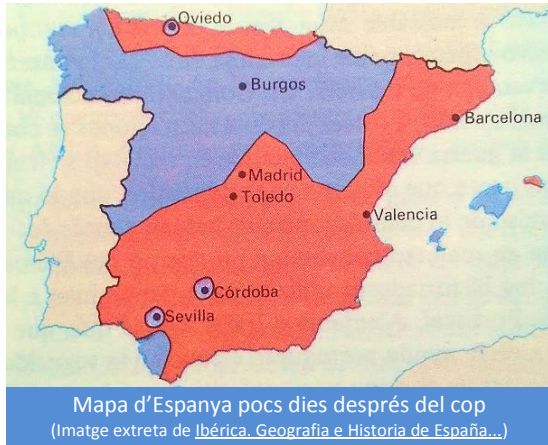 Oviedo
Burgos
Barcelona
Madrid
Toledo
Valencia
Córdoba
Sevilla
Mapa d’Espanya pocs dies després del cop
(Imatge extreta de Ibérica. Geografia e Historia de España...)